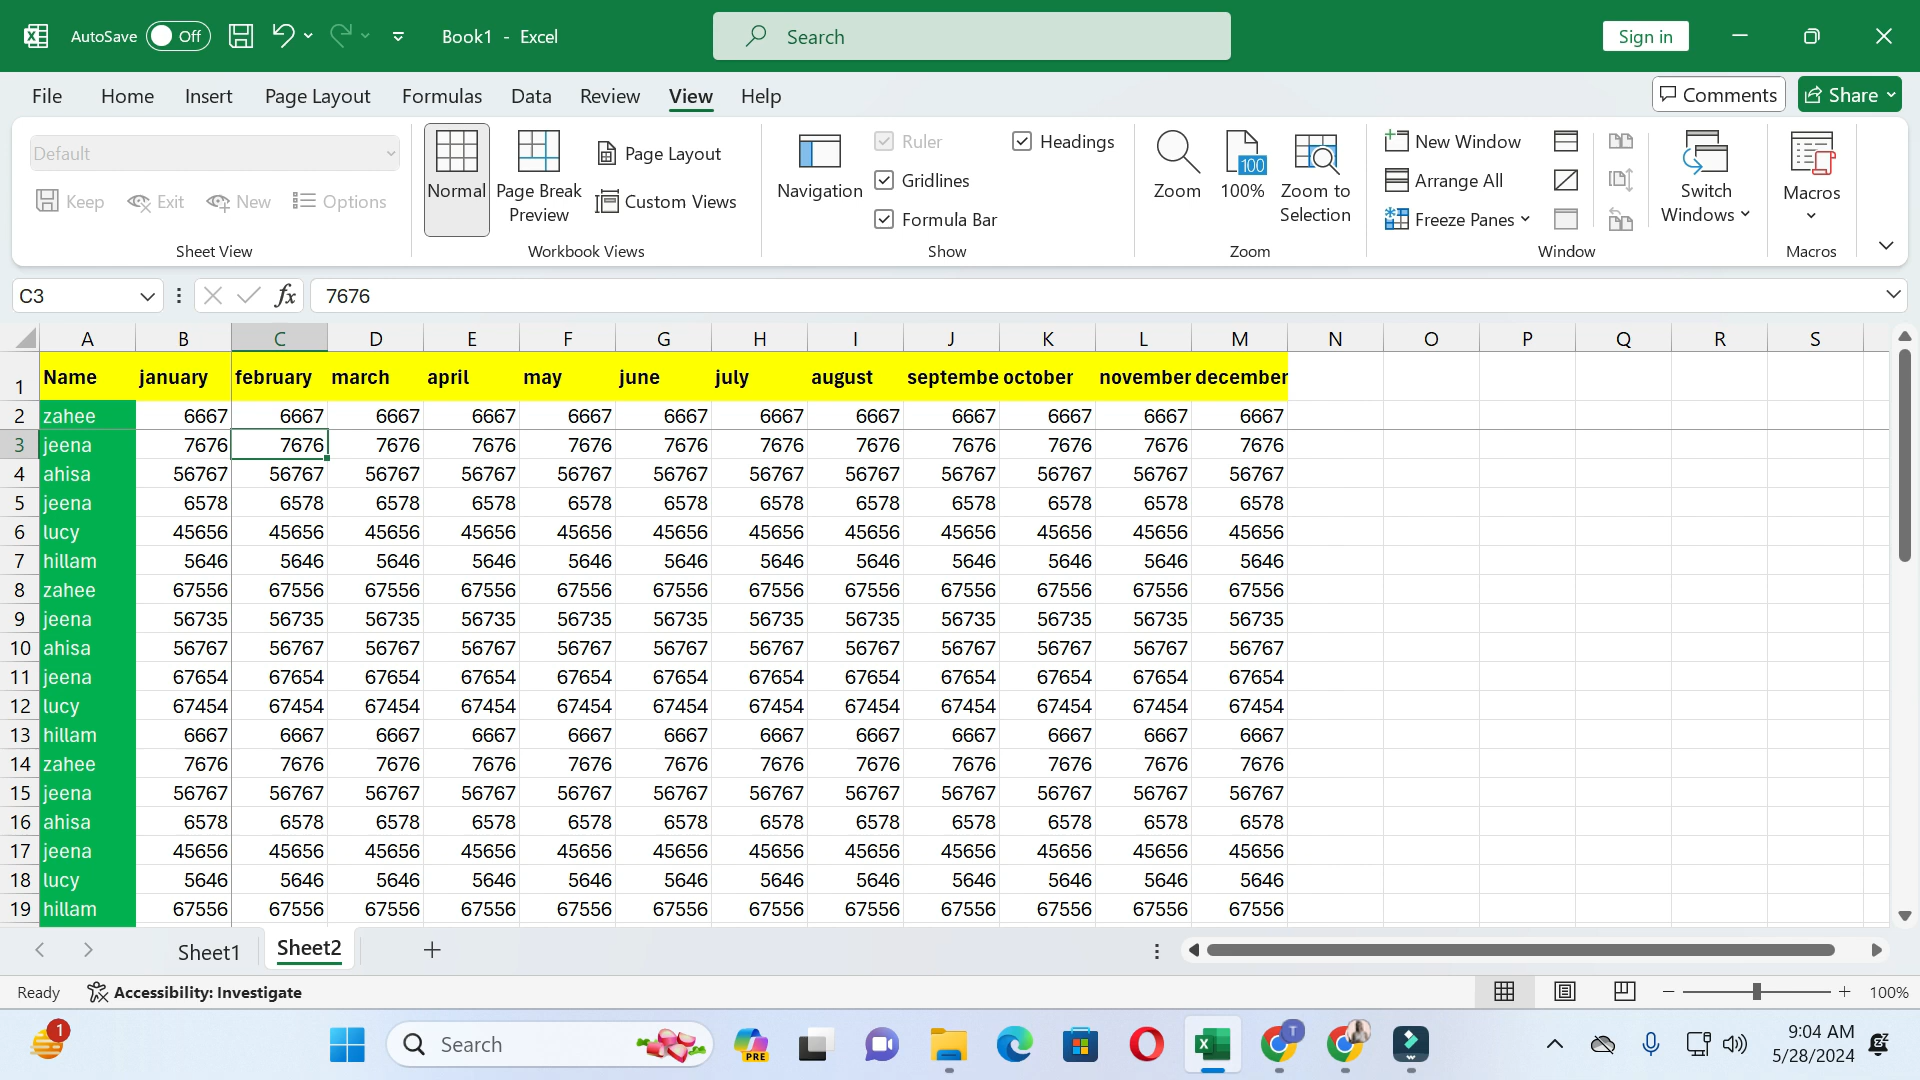 AutoSave Off Book1 - Excel Search Sign in
File Home Insert Page Layout Formulas Data Review View Help Comments Share
Default
Keep Exit New Options
Sheet View
Normal
Page Break
Preview
Page Layout
Custom Views
Workbook Views
Navigation
Ruler
Gridlines
Formula Bar
Headings
Show
Zoom
100
100%
Zoom to
Selection
Zoom
New Window
Arrange All
Freeze Panes
Switch
Windows
Window
Macros
Macros
C3 fx 7676
A B C D E F G H I J K L M N O P Q R S
1 Name january february march april may june july august septembe october november december
2 zahee 6667 6667 6667 6667 6667 6667 6667 6667 6667 6667 6667 6667
3 jeena 7676 7676 7676 7676 7676 7676 7676 7676 7676 7676 7676 7676
4 ahisa 56767 56767 56767 56767 56767 56767 56767 56767 56767 56767 56767 56767
5 jeena 6578 6578 6578 6578 6578 6578 6578 6578 6578 6578 6578 6578
6 lucy 45656 45656 45656 45656 45656 45656 45656 45656 45656 45656 45656 45656
7 hillam 5646 5646 5646 5646 5646 5646 5646 5646 5646 5646 5646 5646
8 zahee 67556 67556 67556 67556 67556 67556 67556 67556 67556 67556 67556 67556
9 jeena 56735 56735 56735 56735 56735 56735 56735 56735 56735 56735 56735 56735
10 ahisa 56767 56767 56767 56767 56767 56767 56767 56767 56767 56767 56767 56767
11 jeena 67654 67654 67654 67654 67654 67654 67654 67654 67654 67654 67654 67654
12 lucy 67454 67454 67454 67454 67454 67454 67454 67454 67454 67454 67454 67454
13 hillam 6667 6667 6667 6667 6667 6667 6667 6667 6667 6667 6667 6667
14 zahee 7676 7676 7676 7676 7676 7676 7676 7676 7676 7676 7676 7676
15 jeena 56767 56767 56767 56767 56767 56767 56767 56767 56767 56767 56767 56767
16 ahisa 6578 6578 6578 6578 6578 6578 6578 6578 6578 6578 6578 6578
17 jeena 45656 45656 45656 45656 45656 45656 45656 45656 45656 45656 45656 45656
18 lucy 5646 5646 5646 5646 5646 5646 5646 5646 5646 5646 5646 5646
19 hillam 67556 67556 67556 67556 67556 67556 67556 67556 67556 67556 67556 67556
Sheet1 Sheet2
Ready Accessibility: Investigate 100%
1 Search PRE T 9:04 AM
5/28/2024